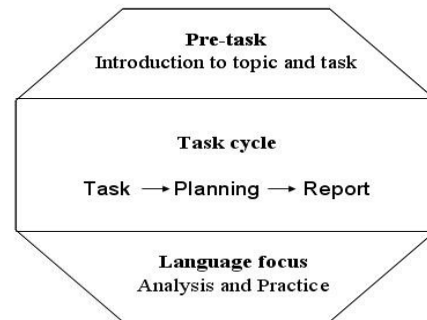 Pre-task
Introduction to topic and task
Task cycle
Task → Planning → Report
Language focus
Analysis and Practice